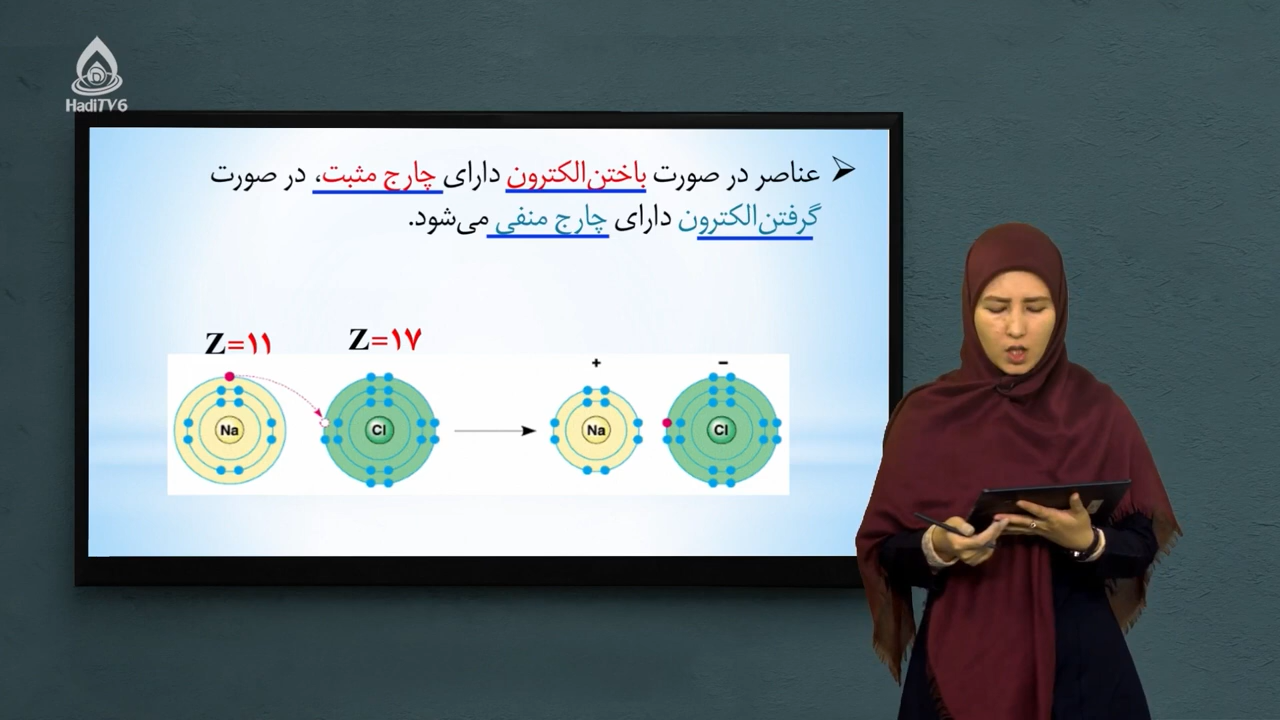 HadiTV6
➢ عناصر در صورت باختن الکترون دارای چارج مثبت، در صورت
گرفتن الکترون دارای چارج منفی می‌شود.
Z=۱۱ Z=۱۷
+ −
Na Cl Na Cl